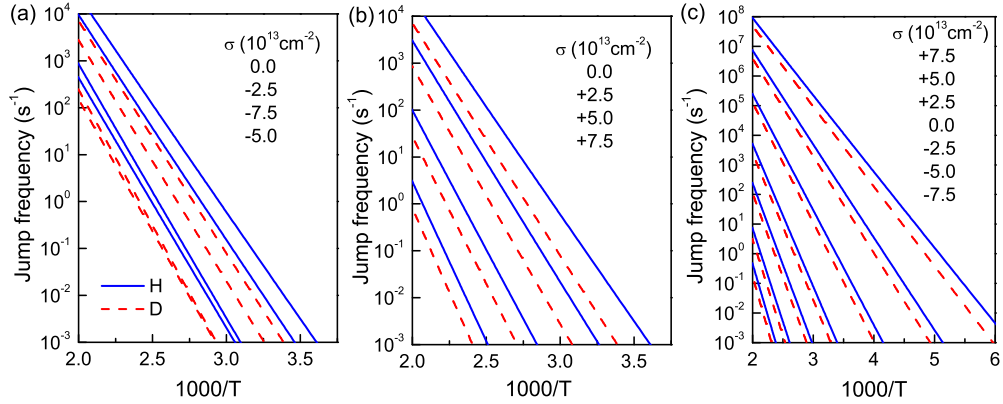 (a)
σ (10^13cm^-2)
0.0
-2.5
-7.5
-5.0
H
D
Jump frequency (s^-1)
10^4
10^3
10^2
10^1
10^0
10^-1
10^-2
10^-3
2.0 2.5 3.0 3.5
1000/T
(b)
σ (10^13cm^-2)
0.0
+2.5
+5.0
+7.5
Jump frequency (s^-1)
10^4
10^3
10^2
10^1
10^0
10^-1
10^-2
10^-3
2.0 2.5 3.0 3.5
1000/T
(c)
σ (10^13cm^-2)
+7.5
+5.0
+2.5
0.0
-2.5
-5.0
-7.5
Jump frequency (s^-1)
10^8
10^7
10^6
10^5
10^4
10^3
10^2
10^1
10^0
10^-1
10^-2
10^-3
2 3 4 5 6
1000/T